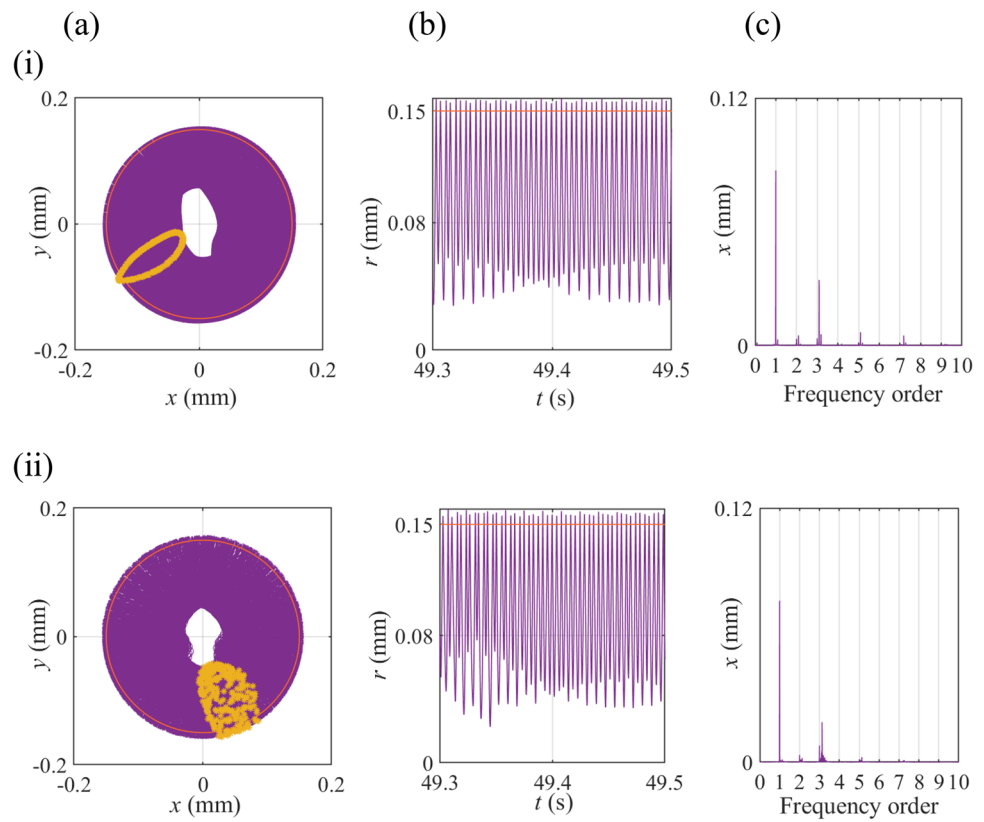 (a) (b) (c)
(i)
0.2
0
-0.2
y (mm)
-0.2 0 0.2
x (mm)
0.15
0.08
0
r (mm)
49.3 49.4 49.5
t (s)
0.12
0
x (mm)
0 1 2 3 4 5 6 7 8 9 10
Frequency order
(ii)
0.2
0
-0.2
y (mm)
-0.2 0 0.2
x (mm)
0.15
0.08
0
r (mm)
49.3 49.4 49.5
t (s)
0.12
0
x (mm)
0 1 2 3 4 5 6 7 8 9 10
Frequency order